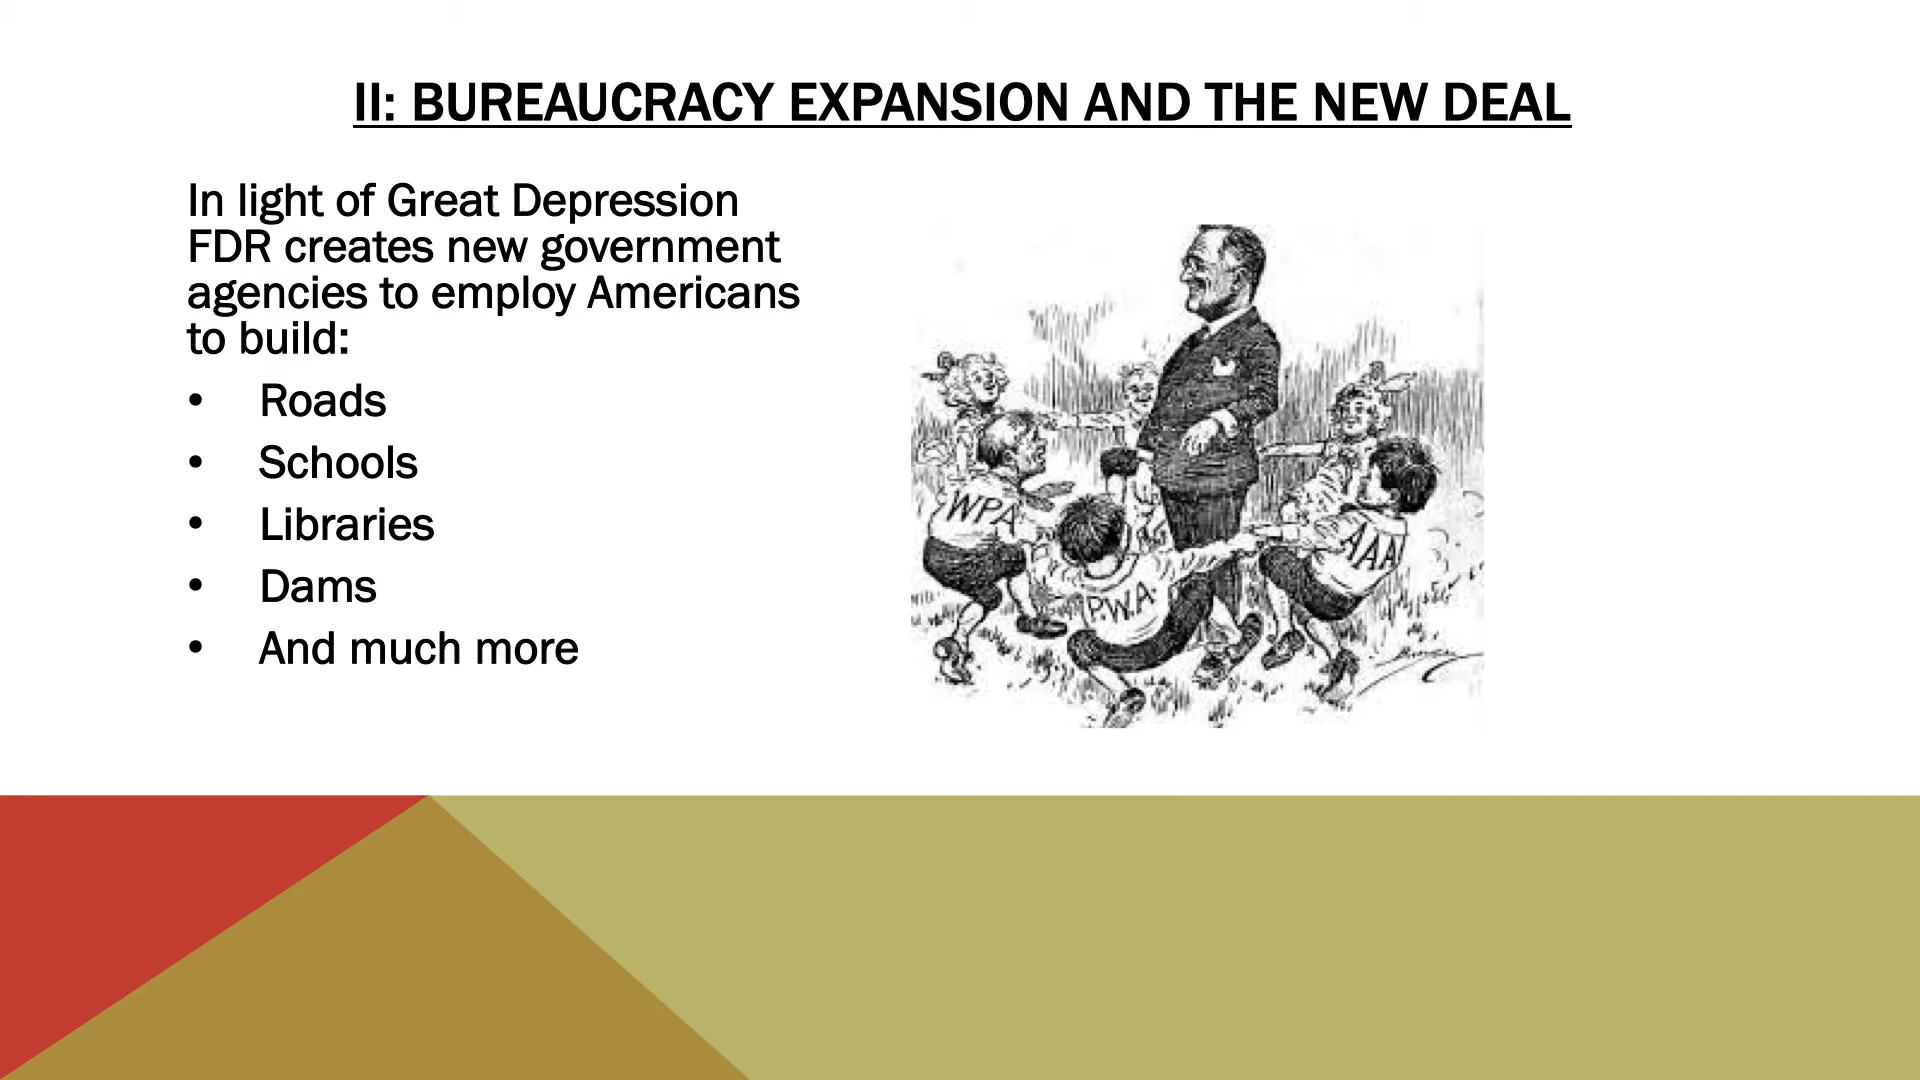 II: BUREAUCRACY EXPANSION AND THE NEW DEAL
In light of Great Depression
FDR creates new government
agencies to employ Americans
to build:
• Roads
• Schools
• Libraries
• Dams
• And much more
WPA
P.W.A.
AAA